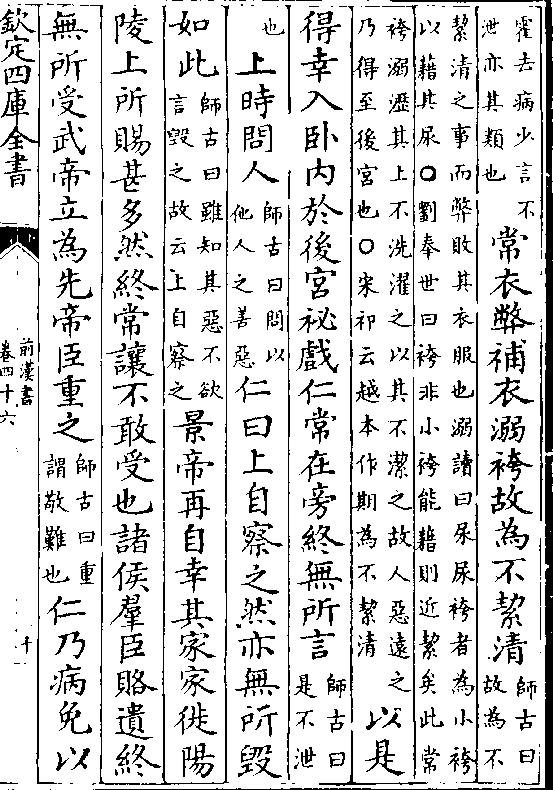 霍去病少言不
泄亦其類也
常衣弊補衣溺袴故為不絜清
師古曰
故為不
絜清之事而弊敗其衣服也溺讀曰尿尿袴者為小袴
以藉其尿○劉奉世曰袴非小袴能藉則近絜矣此常
袴溺瀝其上不洗濯之以其不潔之故人惡遠之
乃得至後宮也○宋祁云越本作期為不絜清
以是
得幸入卧内於後宮祕戲仁常在旁終無所言
師古曰
是不泄
也
上時問人
師古曰問以
他人之善惡
仁曰上自察之然亦無所毁
如此
師古曰雖知其惡不欲
言毁之故云上自察之
景帝再自幸其家家徙陽
陵上所賜甚多然終常讓不敢受也諸侯羣臣賂遺終
無所受武帝立為先帝臣重之
師古曰重
謂敬難也
仁乃病免以
欽定四庫全書
前漢書
卷四十六
十